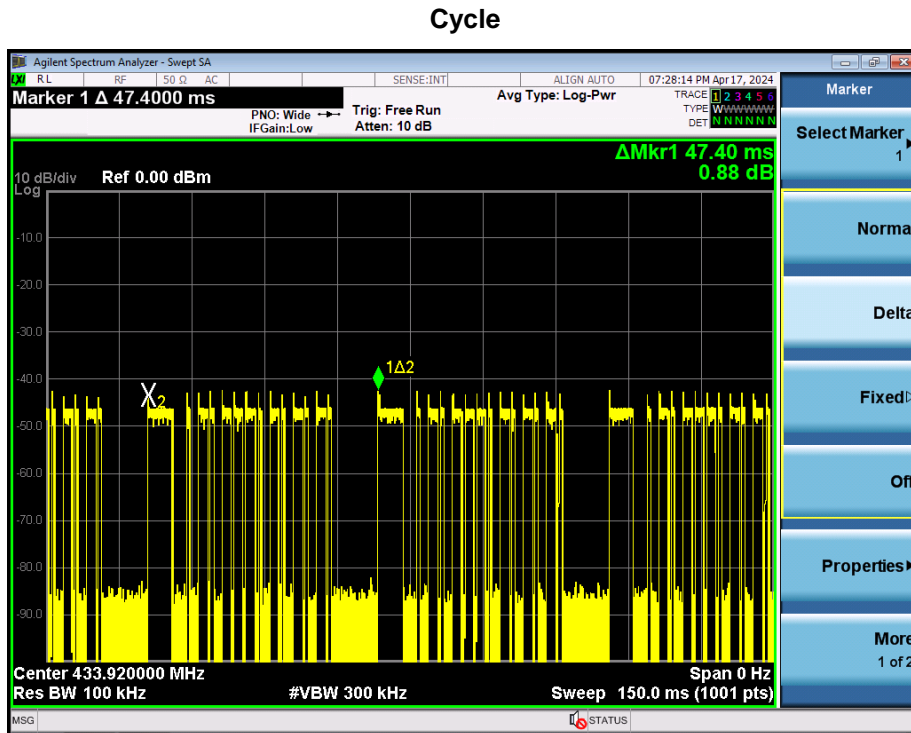 Cycle
Agilent Spectrum Analyzer - Swept SA
LXI RL RF 50 Ω AC SENSE:INT ALIGN AUTO 07:28:14 PM Apr 17, 2024
Marker 1 Δ 47.4000 ms
PNO: Wide
IFGain:Low
Trig: Free Run
Atten: 10 dB
Avg Type: Log-Pwr
TRACE 1 2 3 4 5 6
TYPE WWWWWW
DET N N N N N N
ΔMkr1 47.40 ms
0.88 dB
10 dB/div Ref 0.00 dBm
Log
-10.0
-20.0
-30.0
-40.0
-50.0
-60.0
-70.0
-80.0
-90.0
X2
1Δ2
Center 433.920000 MHz
Span 0 Hz
Res BW 100 kHz
#VBW 300 kHz
Sweep 150.0 ms (1001 pts)
MSG
STATUS
Marker
Select Marker
1
Norma
Delta
Fixed
Off
Properties
More
1 of 2